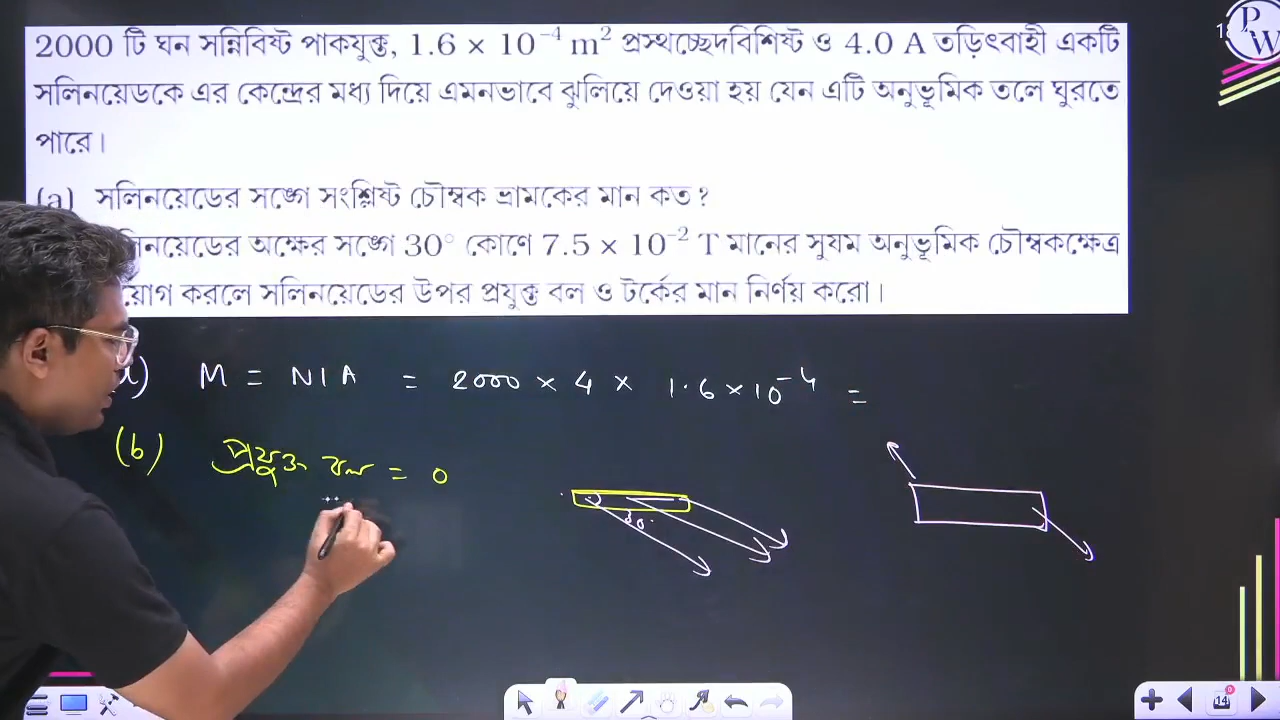 2000 টি ঘন সন্নিবিষ্ট পাকযুক্ত, 1.6 × 10⁻⁴ m² প্রস্থচ্ছেদবিশিষ্ট ও 4.0 A তড়িৎবাহী একটি
সলিনয়েডকে এর কেন্দ্রের মধ্য দিয়ে এমনভাবে ঝুলিয়ে দেওয়া হয় যেন এটি অনুভূমিক তলে ঘুরতে
পারে।
(a) সলিনয়েডের সঙ্গে সংশ্লিষ্ট চৌম্বক ভ্রামকের মান কত?
লিনয়েডের অক্ষের সঙ্গে 30° কোণে 7.5 × 10⁻² T মানের সুষম অনুভূমিক চৌম্বকক্ষেত্র
য়োগ করলে সলিনয়েডের উপর প্রযুক্ত বল ও টর্কের মান নির্ণয় করো।
) M = NIA = 2000 × 4 × 1.6 × 10⁻⁴ =
(b) প্রযুক্ত বল = 0
30.
P
W
14